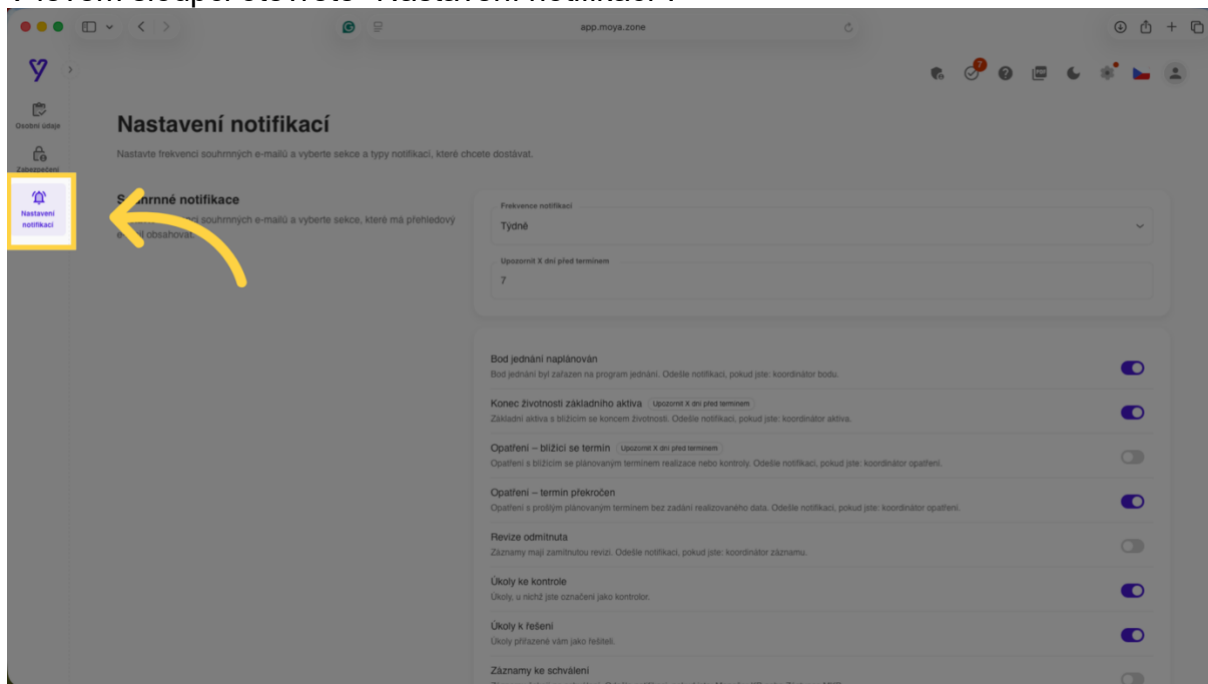 app.moya.zone
7
Osobní údaje
Nastavení notifikací
Nastavte frekvenci souhrnných e-mailů a vyberte sekce a typy notifikací, které chcete dostávat.
Zabezpečení
Nastavení
notifikací
notifikace
souhrnných e-mailů a vyberte sekce, které má přehledový
obsahovat.
Frekvence notifikací
Týdně
Upozornit X dní před termínem
7
Bod jednání naplánován
Bod jednání byl zařazen na program jednání. Odešle notifikaci, pokud jste: koordinátor bodu.
Konec životnosti základního aktiva Upozornit X dní před termínem
Základní aktiva s blížícím se koncem životnosti. Odešle notifikaci, pokud jste: koordinátor aktiva.
Opatření – blížící se termín Upozornit X dní před termínem
Opatření s blížícím se plánovaným termínem realizace nebo kontroly. Odešle notifikaci, pokud jste: koordinátor opatření.
Opatření – termín překročen
Opatření s prošlým plánovaným termínem bez zadání realizovaného data. Odešle notifikaci, pokud jste: koordinátor opatření.
Revize odmítnuta
Záznamy mají zamítnutou revizi. Odešle notifikaci, pokud jste: koordinátor záznamu.
Úkoly ke kontrole
Úkoly, u nichž jste označeni jako kontrolor.
Úkoly k řešení
Úkoly přiřazené vám jako řešiteli.
Záznamy ke schválení